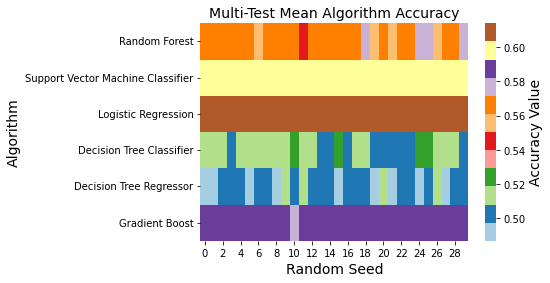 Multi-Test Mean Algorithm Accuracy
Random Forest
Support Vector Machine Classifier
Logistic Regression
Decision Tree Classifier
Decision Tree Regressor
Gradient Boost
Algorithm
0 2 4 6 8 10 12 14 16 18 20 22 24 26 28
Random Seed
0.60
0.58
0.56
0.54
0.52
0.50
Accuracy Value